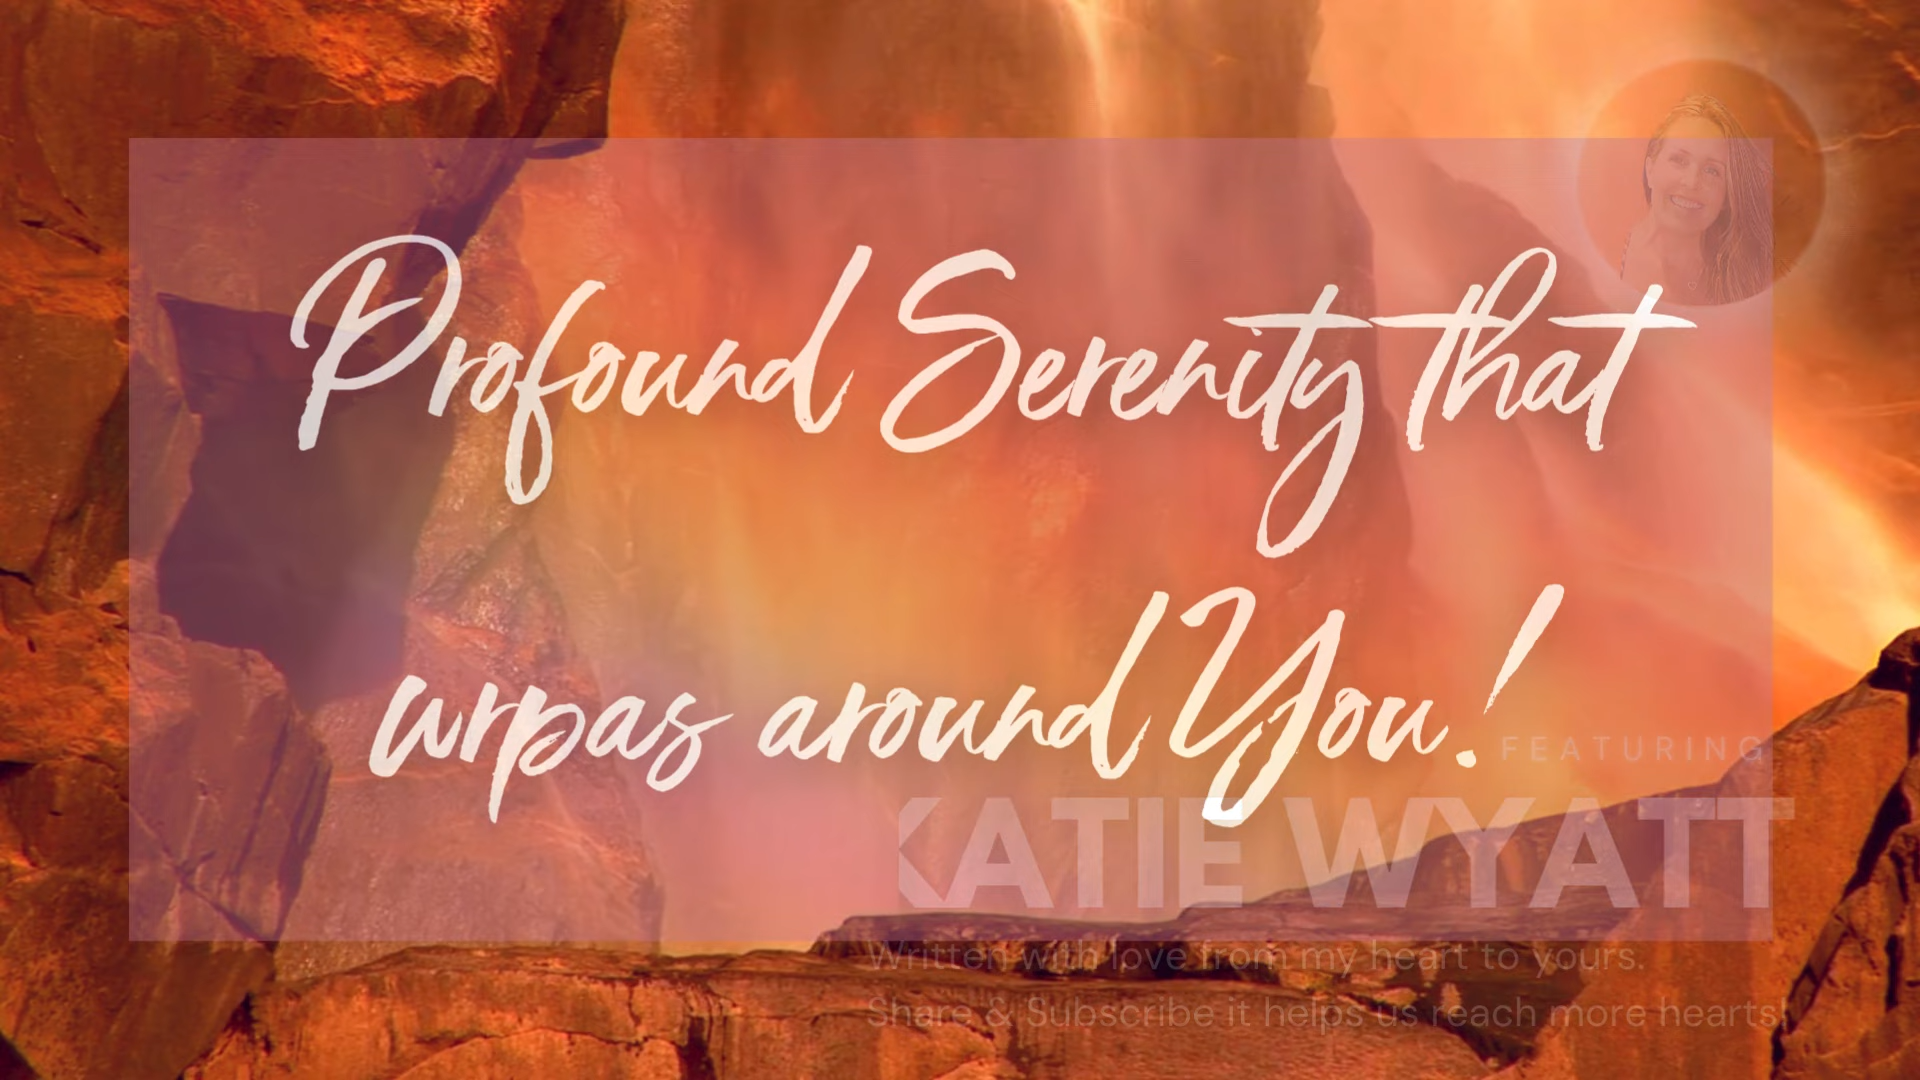 Profound Serenity that
wrpas around You!
FEATURING
KATIE WYATT
Written with love from my heart to yours.
Share & Subscribe it helps us reach more hearts!